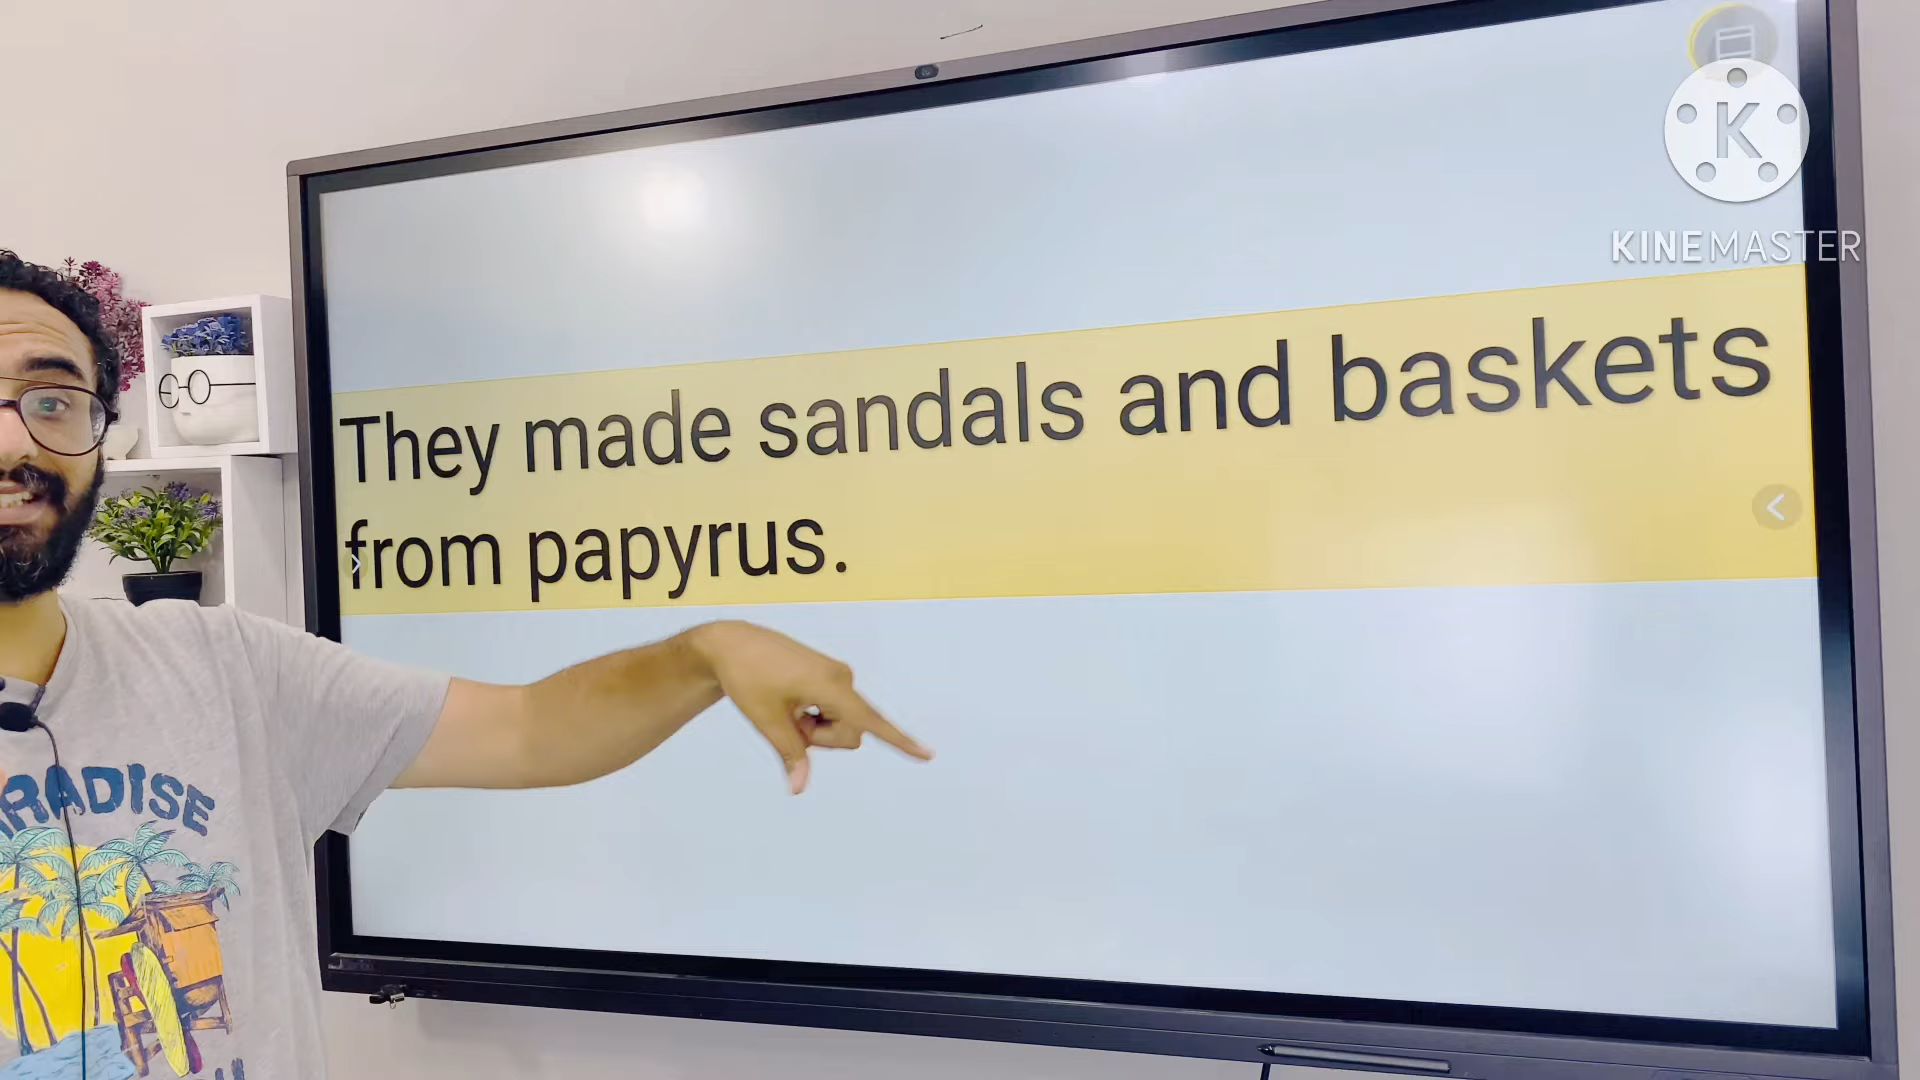 K
KINEMASTER
They made sandals and baskets
from papyrus.
RADISE